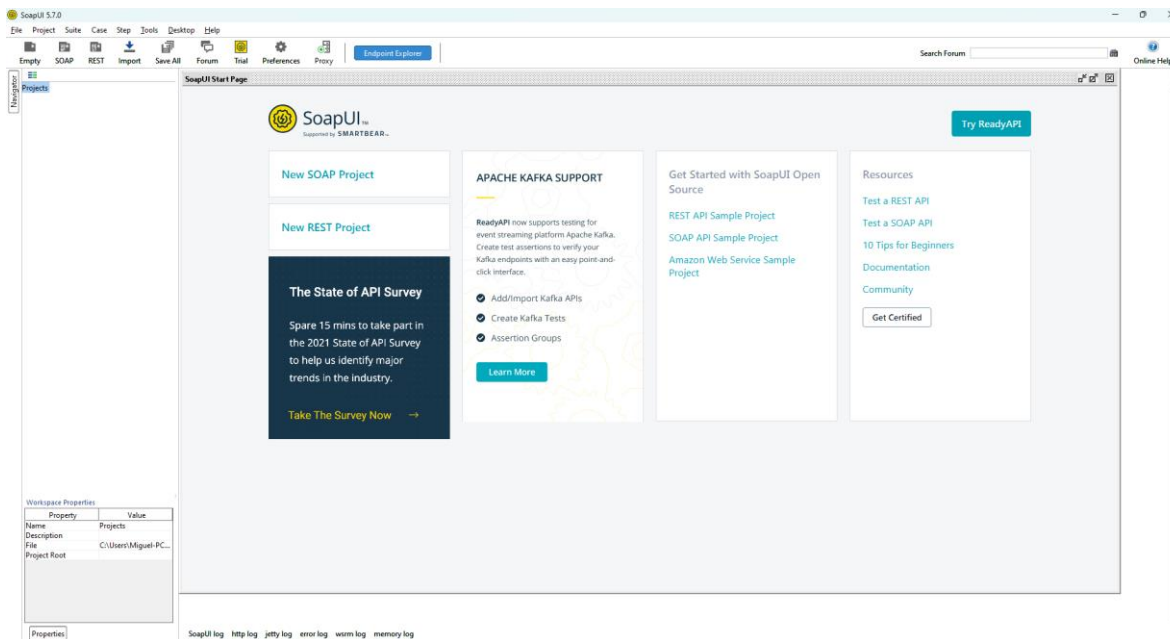 SoapUI 5.7.0
File Project Suite Case Step Tools Desktop Help
Empty SOAP REST Import Save All Forum Trial Preferences Proxy Endpoint Explorer Search Forum Online Help
Navigator
Projects
SoapUI Start Page
SoapUI™
Supported by SMARTBEAR
Try ReadyAPI
New SOAP Project
New REST Project
The State of API Survey
Spare 15 mins to take part in
the 2021 State of API Survey
to help us identify major
trends in the industry.
Take The Survey Now →
APACHE KAFKA SUPPORT
ReadyAPI now supports testing for
event streaming platform Apache Kafka.
Create test assertions to verify your
Kafka endpoints with an easy point-and-
click interface.
Add/Import Kafka APIs
Create Kafka Tests
Assertion Groups
Learn More
Get Started with SoapUI Open
Source
REST API Sample Project
SOAP API Sample Project
Amazon Web Service Sample
Project
Resources
Test a REST API
Test a SOAP API
10 Tips for Beginners
Documentation
Community
Get Certified
Workspace Properties
Property Value
Name Projects
Description
File C:\Users\Miguel-PC...
Project Root
Properties
SoapUI log http log jetty log error log wsrm log memory log